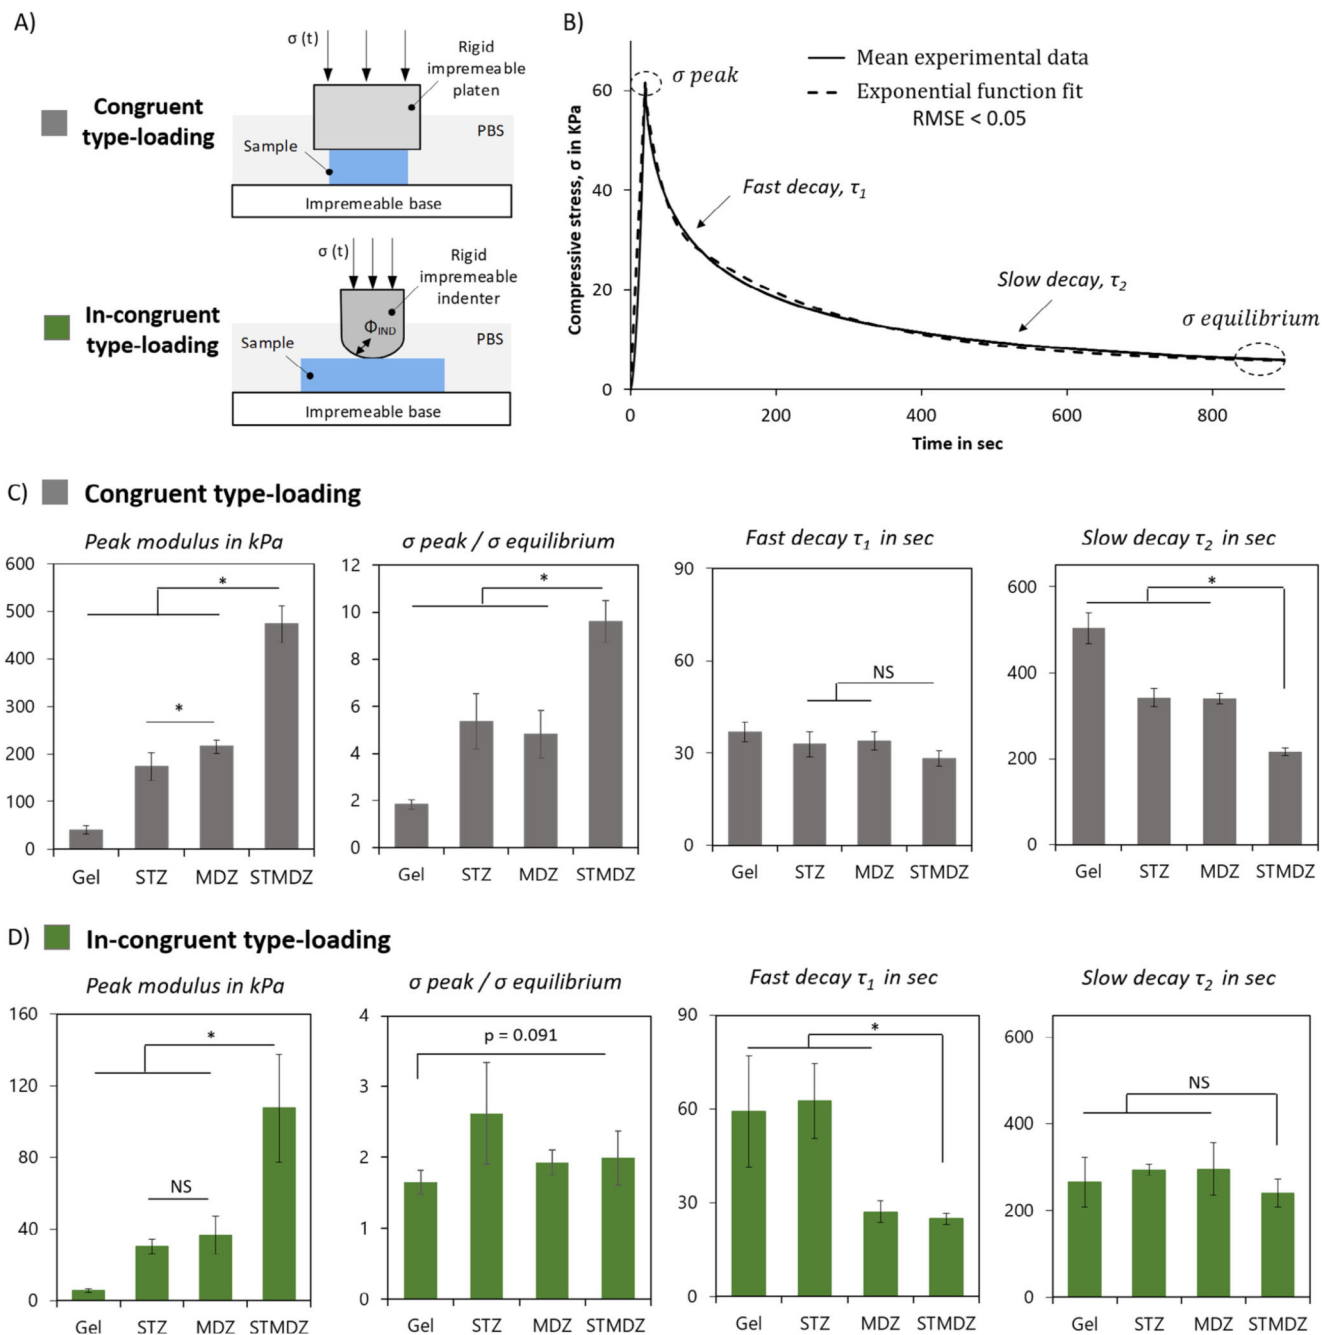 A)
σ (t)
Rigid
impremeable
platen
Congruent
type-loading
PBS
Sample
Impremeable base
σ (t)
Rigid
impremeable
indenter
In-congruent
type-loading
ΦIND
PBS
Sample
Impremeable base
B)
σ peak
Mean experimental data
Exponential function fit
RMSE < 0.05
Compressive stress, σ in KPa
60
40
20
0
Fast decay, τ1
Slow decay, τ2
σ equilibrium
0 200 400 600 800
Time in sec
C) Congruent type-loading
Peak modulus in kPa
600
500
400
300
200
100
0
*
*
Gel STZ MDZ STMDZ
σ peak / σ equilibrium
12
10
8
6
4
2
0
*
Gel STZ MDZ STMDZ
Fast decay τ1 in sec
90
60
30
0
NS
Gel STZ MDZ STMDZ
Slow decay τ2 in sec
600
400
200
0
*
Gel STZ MDZ STMDZ
D) In-congruent type-loading
Peak modulus in kPa
160
120
80
40
0
*
NS
Gel STZ MDZ STMDZ
σ peak / σ equilibrium
4
3
2
1
0
p = 0.091
Gel STZ MDZ STMDZ
Fast decay τ1 in sec
90
60
30
0
*
Gel STZ MDZ STMDZ
Slow decay τ2 in sec
600
400
200
0
NS
Gel STZ MDZ STMDZ